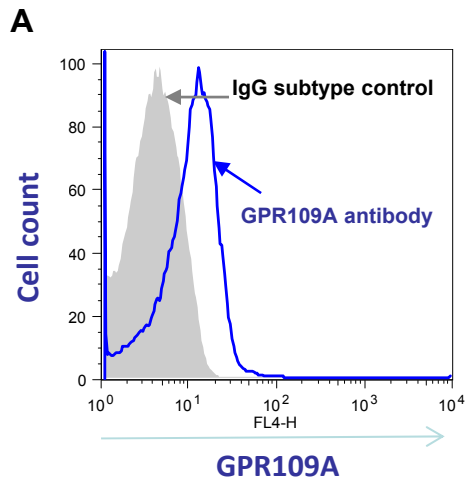 A
IgG subtype control
GPR109A antibody
Cell count
100
80
60
40
20
0
10^0
10^1
10^2
10^3
10^4
FL4-H
GPR109A